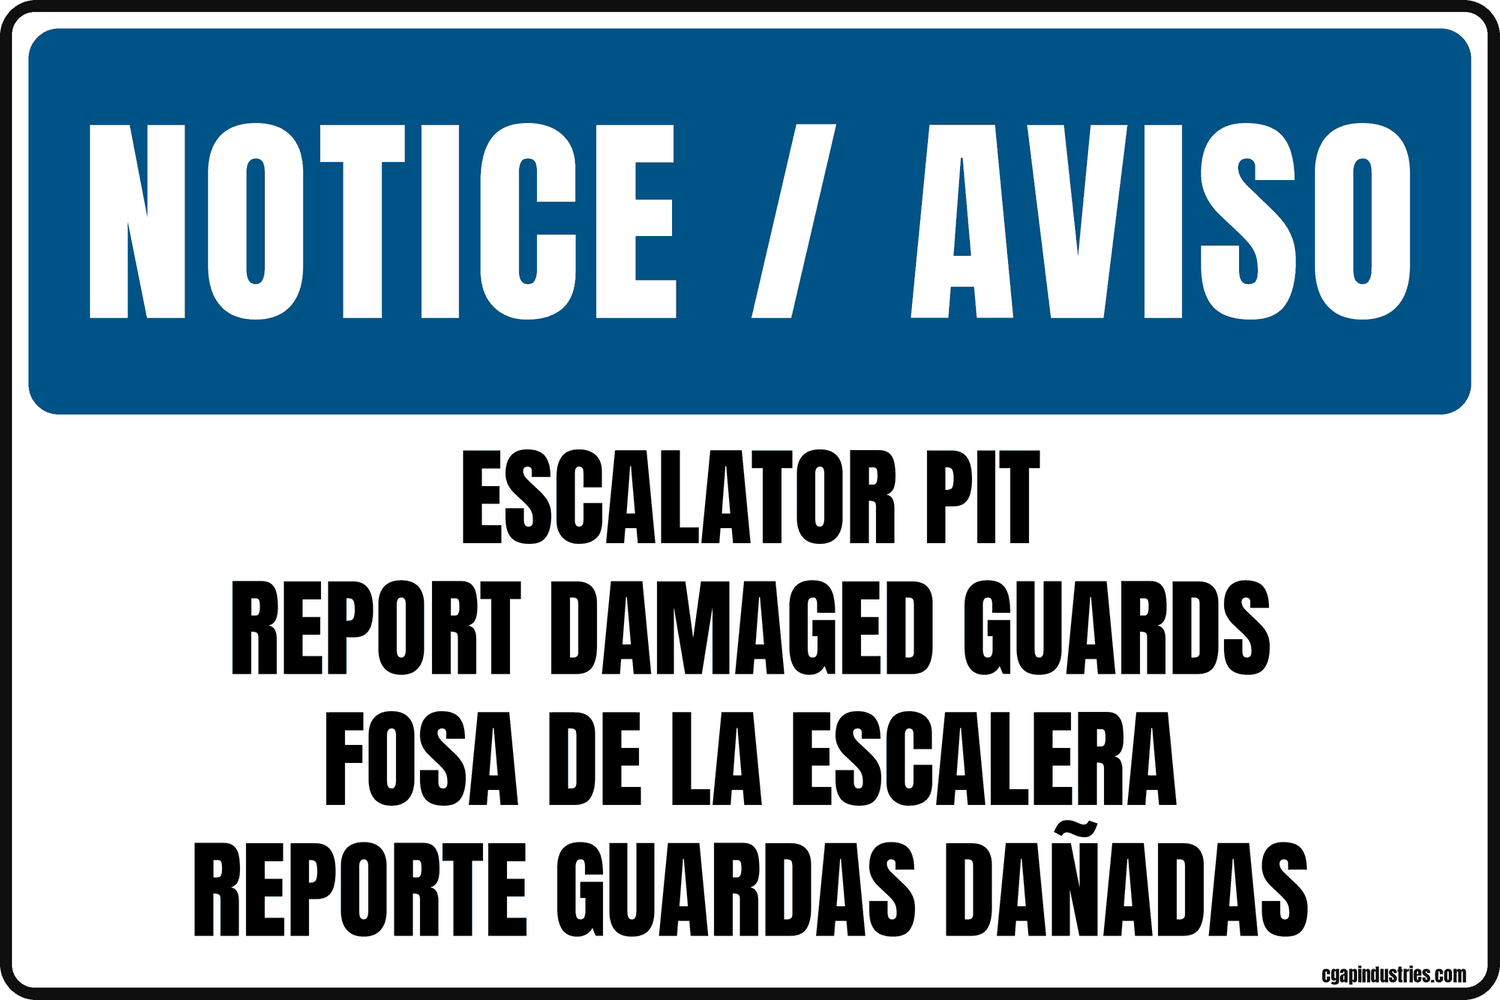 NOTICE / AVISO
ESCALATOR PIT
REPORT DAMAGED GUARDS
FOSA DE LA ESCALERA
REPORTE GUARDAS DAÑADAS
cgapindustries.com